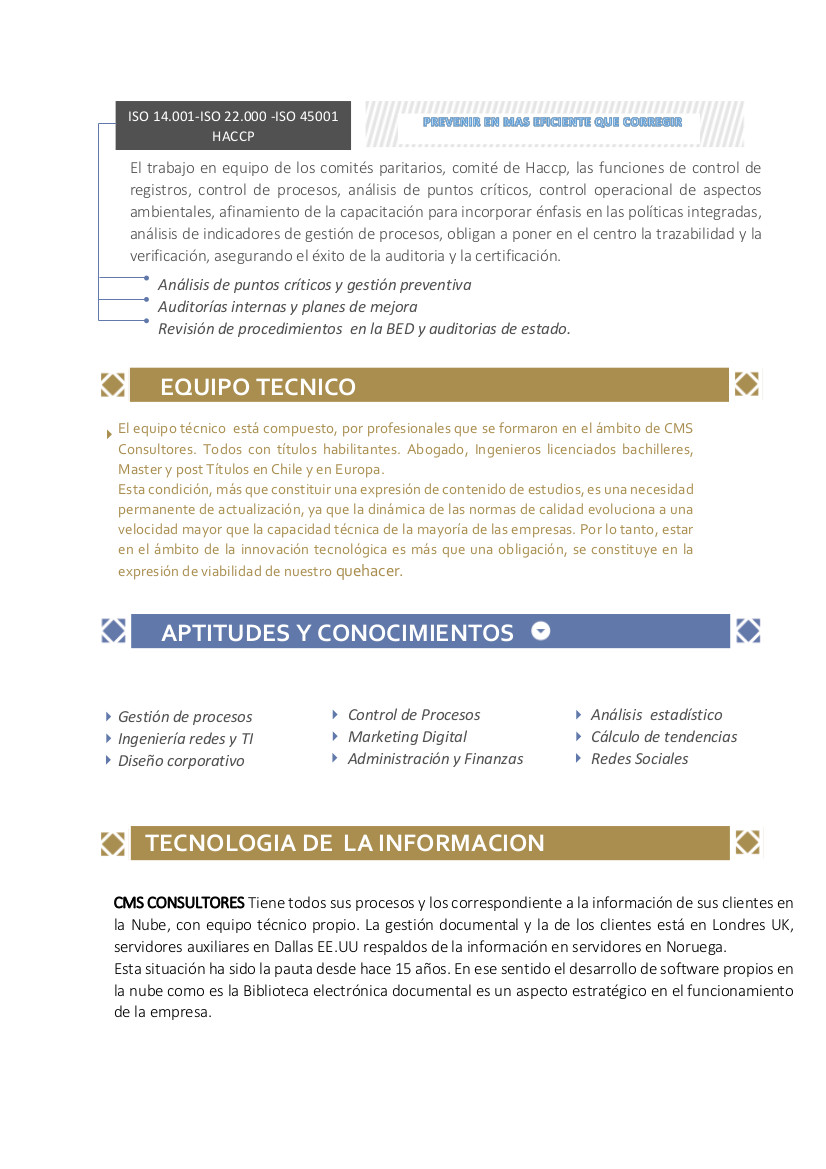 ISO 14.001-ISO 22.000 -ISO 45001
HACCP
PREVENIR EN MAS EFICIENTE QUE CORREGIR
El trabajo en equipo de los comités paritarios, comité de Haccp, las funciones de control de
registros, control de procesos, análisis de puntos críticos, control operacional de aspectos
ambientales, afinamiento de la capacitación para incorporar énfasis en las políticas integradas,
análisis de indicadores de gestión de procesos, obligan a poner en el centro la trazabilidad y la
verificación, asegurando el éxito de la auditoria y la certificación.
Análisis de puntos críticos y gestión preventiva
Auditorías internas y planes de mejora
Revisión de procedimientos en la BED y auditorias de estado.
EQUIPO TECNICO
El equipo técnico está compuesto, por profesionales que se formaron en el ámbito de CMS
Consultores. Todos con títulos habilitantes. Abogado, Ingenieros licenciados bachilleres,
Master y post Títulos en Chile y en Europa.
Esta condición, más que constituir una expresión de contenido de estudios, es una necesidad
permanente de actualización, ya que la dinámica de las normas de calidad evoluciona a una
velocidad mayor que la capacidad técnica de la mayoría de las empresas. Por lo tanto, estar
en el ámbito de la innovación tecnológica es más que una obligación, se constituye en la
expresión de viabilidad de nuestro quehacer.
APTITUDES Y CONOCIMIENTOS
Gestión de procesos
Ingeniería redes y TI
Diseño corporativo
Control de Procesos
Marketing Digital
Administración y Finanzas
Análisis estadístico
Cálculo de tendencias
Redes Sociales
TECNOLOGIA DE LA INFORMACION
CMS CONSULTORES Tiene todos sus procesos y los correspondiente a la información de sus clientes en
la Nube, con equipo técnico propio. La gestión documental y la de los clientes está en Londres UK,
servidores auxiliares en Dallas EE.UU respaldos de la información en servidores en Noruega.
Esta situación ha sido la pauta desde hace 15 años. En ese sentido el desarrollo de software propios en
la nube como es la Biblioteca electrónica documental es un aspecto estratégico en el funcionamiento
de la empresa.